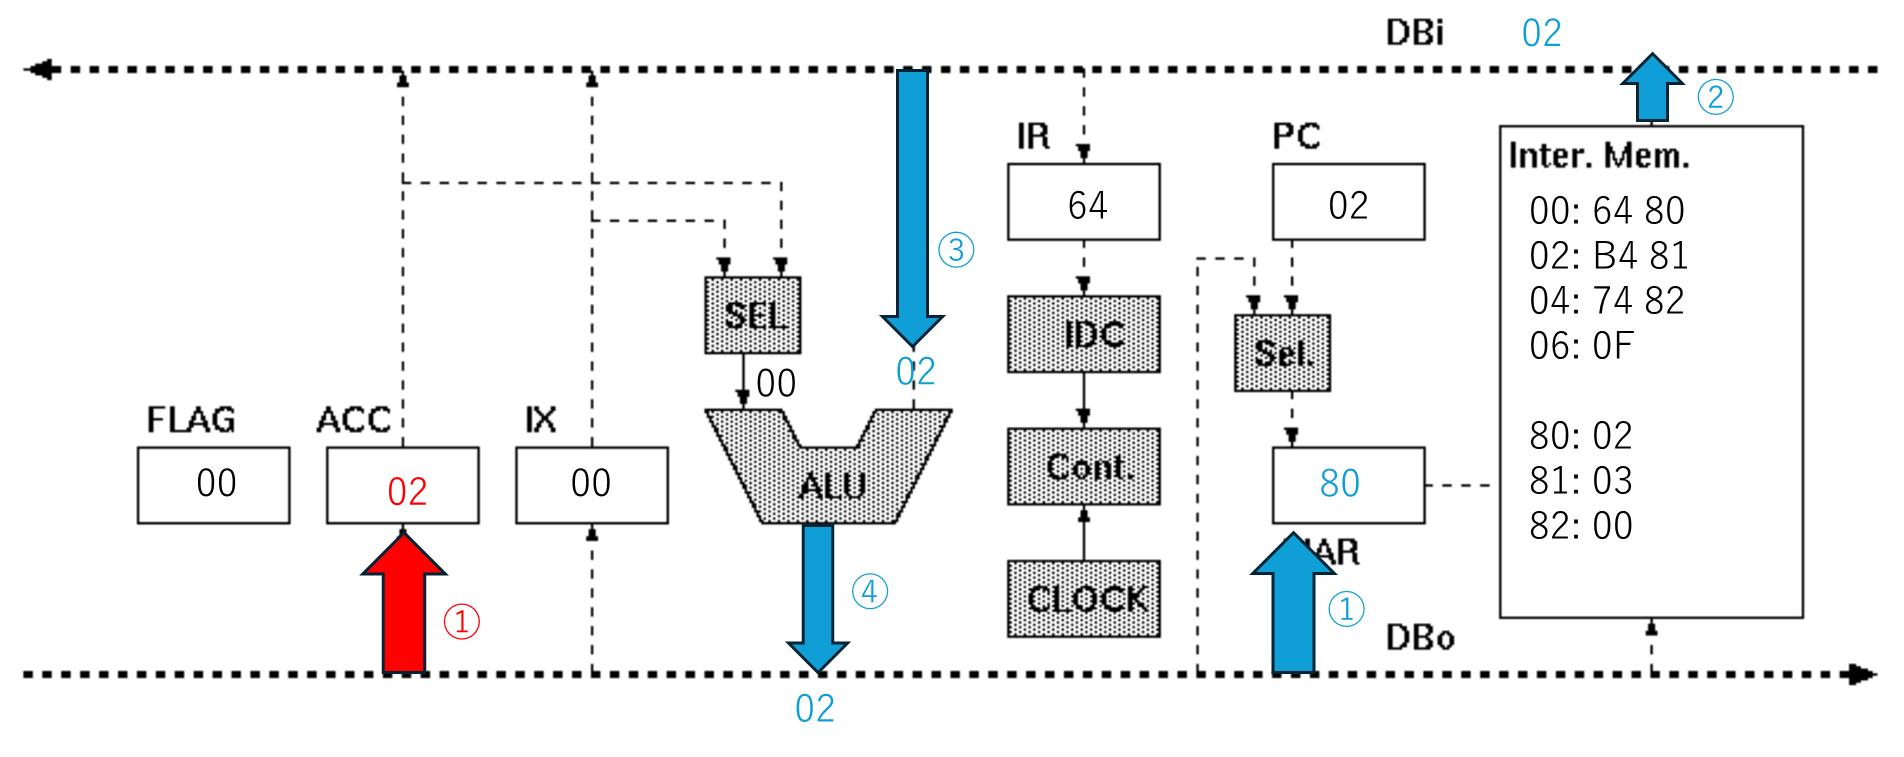 DBi 02
②
IR
PC
Inter. Mem.
64
02
00: 64 80
02: B4 81
04: 74 82
06: 0F
80: 02
81: 03
82: 00
③
SEL
IDC
Sel.
02
00
FLAG
ACC
IX
00
02
00
ALU
Cont.
80
AR
①
④
CLOCK
①
DBo
02